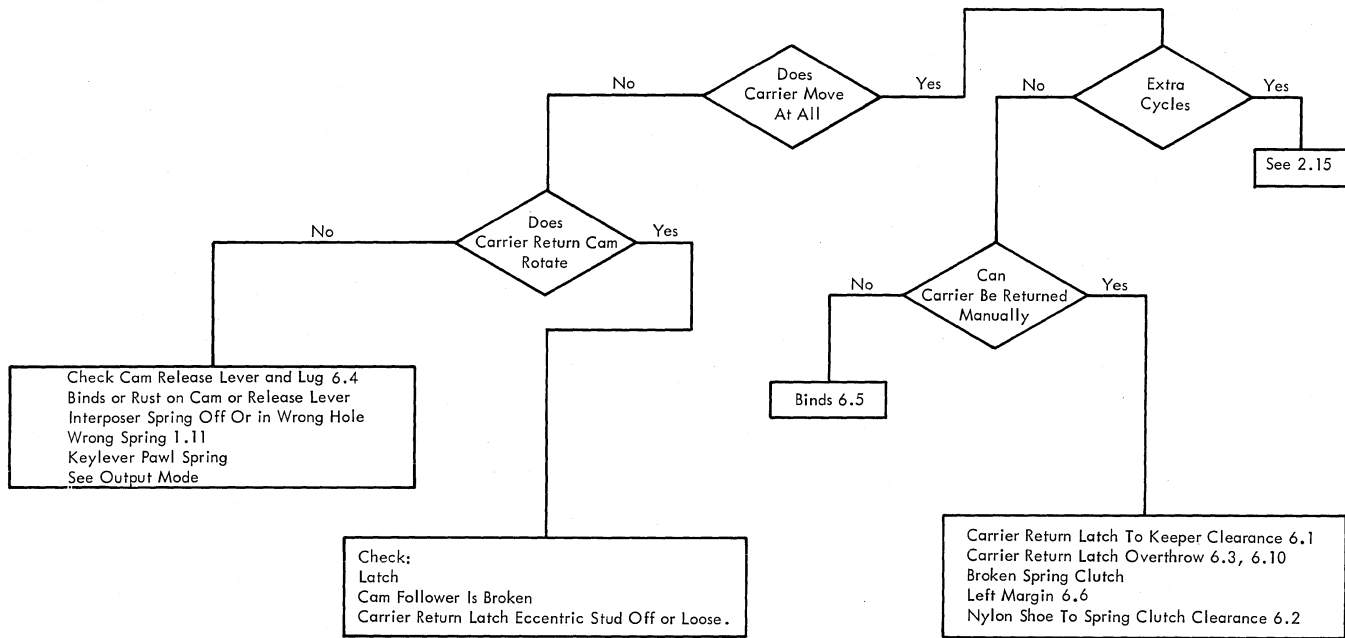 Does
Carrier Move
At All
No
Yes
Extra
Cycles
No
Yes
See 2.15
Does
Carrier Return Cam
Rotate
No
Yes
Can
Carrier Be Returned
Manually
No
Yes
Check Cam Release Lever and Lug 6.4
Binds or Rust on Cam or Release Lever
Interposer Spring Off Or in Wrong Hole
Wrong Spring 1.11
Keylever Pawl Spring
See Output Mode
Binds 6.5
Check:
Latch
Cam Follower Is Broken
Carrier Return Latch Eccentric Stud Off or Loose.
Carrier Return Latch To Keeper Clearance 6.1
Carrier Return Latch Overthrow 6.3, 6.10
Broken Spring Clutch
Left Margin 6.6
Nylon Shoe To Spring Clutch Clearance 6.2